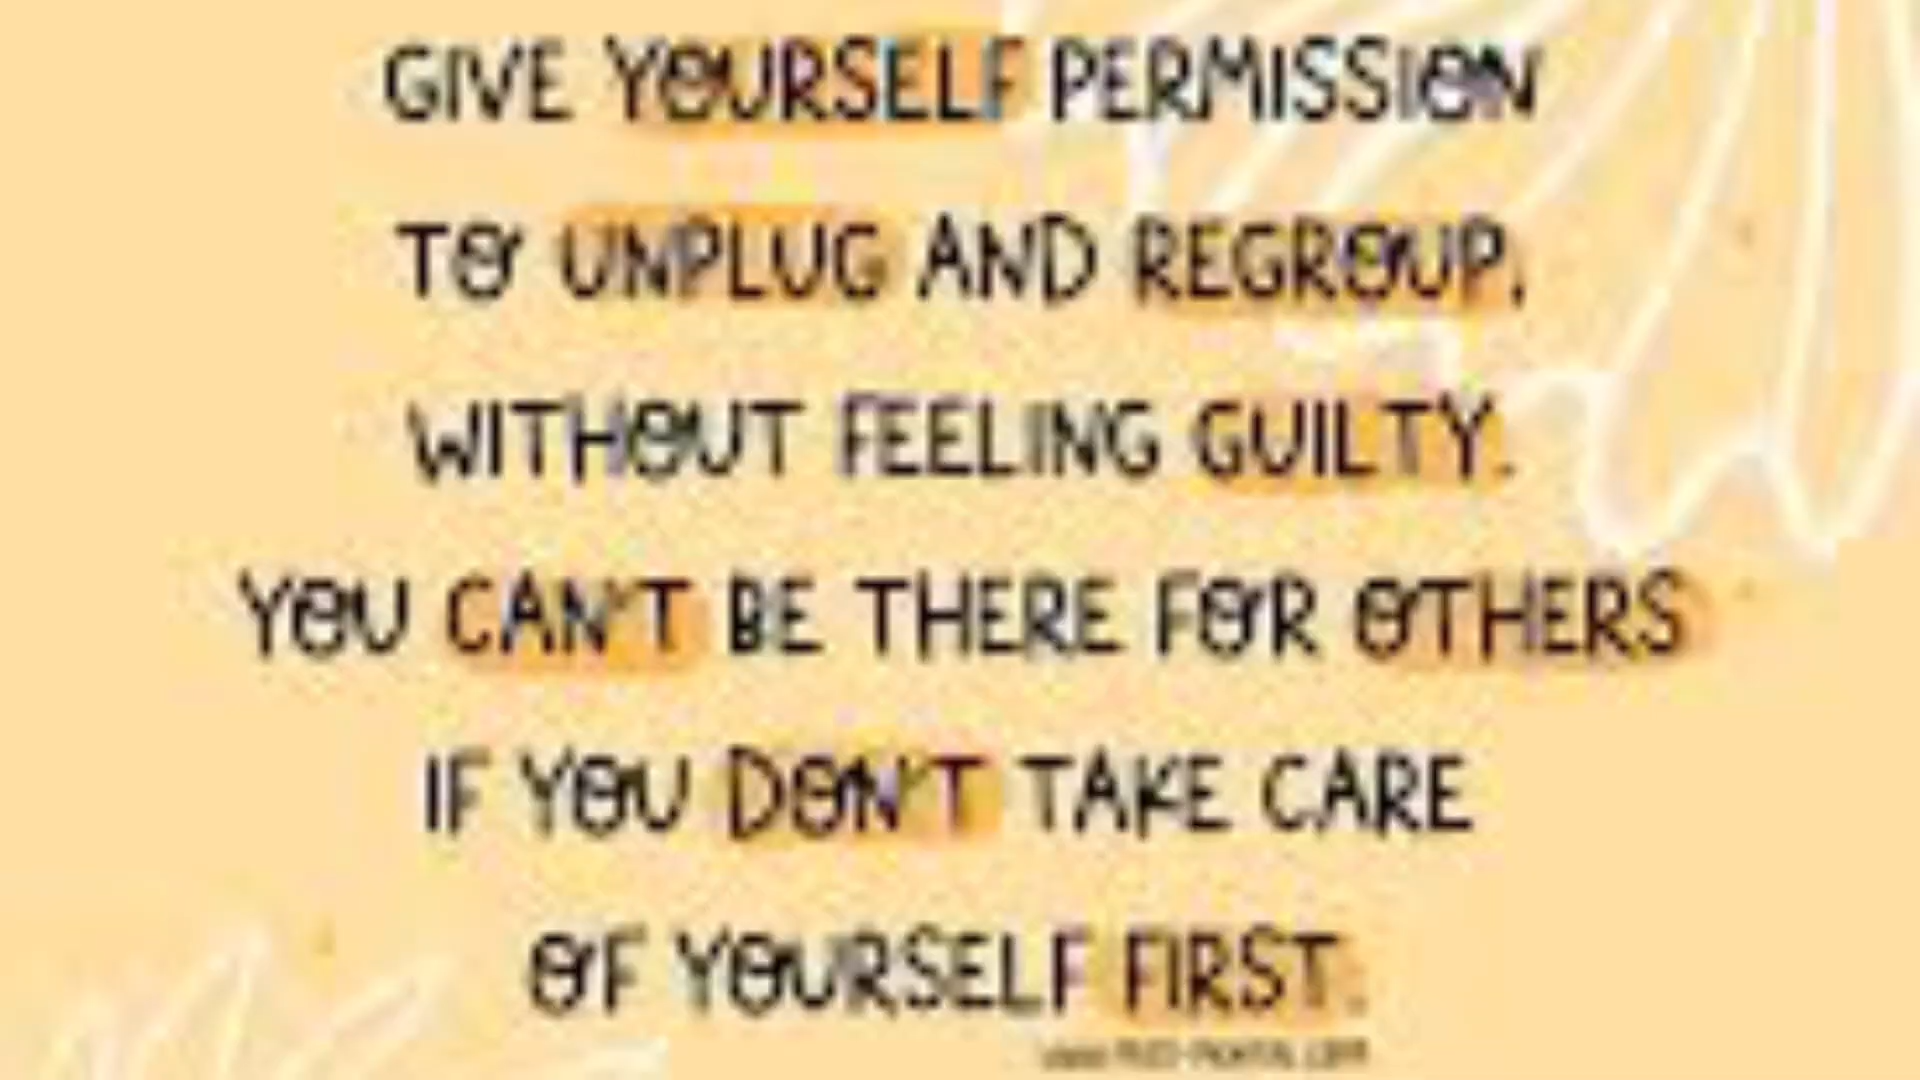 GIVE YOURSELF PERMISSION
TO UNPLUG AND REGROUP,
WITHOUT FEELING GUILTY.
YOU CAN'T BE THERE FOR OTHERS
IF YOU DON'T TAKE CARE
OF YOURSELF FIRST.